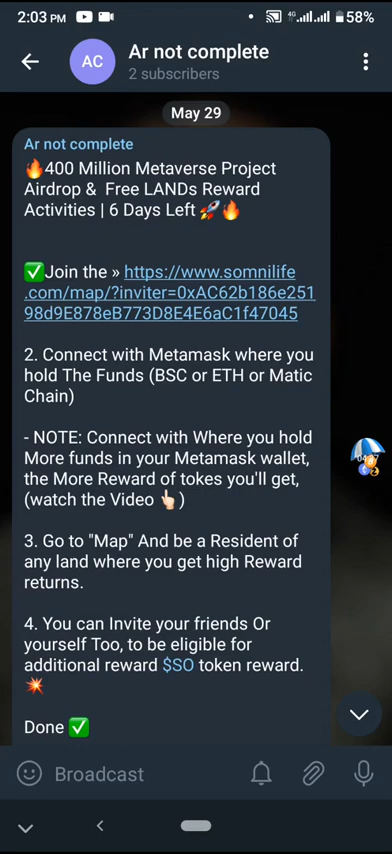 2:03 PM 4G 58%
AC Ar not complete
2 subscribers
May 29
Ar not complete
🔥400 Million Metaverse Project
Airdrop & Free LANDs Reward
Activities | 6 Days Left 🚀🔥
✅Join the » https://www.somnilife
.com/map/?inviter=0xAC62b186e251
98d9E878eB773D8E4E6aC1f47045
2. Connect with Metamask where you
hold The Funds (BSC or ETH or Matic
Chain)
- NOTE: Connect with Where you hold
More funds in your Metamask wallet,
the More Reward of tokes you'll get,
(watch the Video 👆🏻)
3. Go to "Map" And be a Resident of
any land where you get high Reward
returns.
4. You can Invite your friends Or
yourself Too, to be eligible for
additional reward $SO token reward.
💥
Done ✅
Broadcast